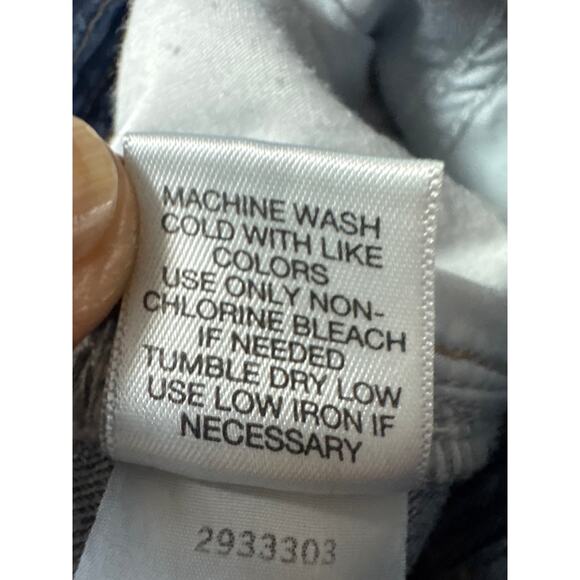 MACHINE WASH
COLD WITH LIKE
COLORS
USE ONLY NON-
CHLORINE BLEACH
IF NEEDED
TUMBLE DRY LOW
USE LOW IRON IF
NECESSARY
2933303